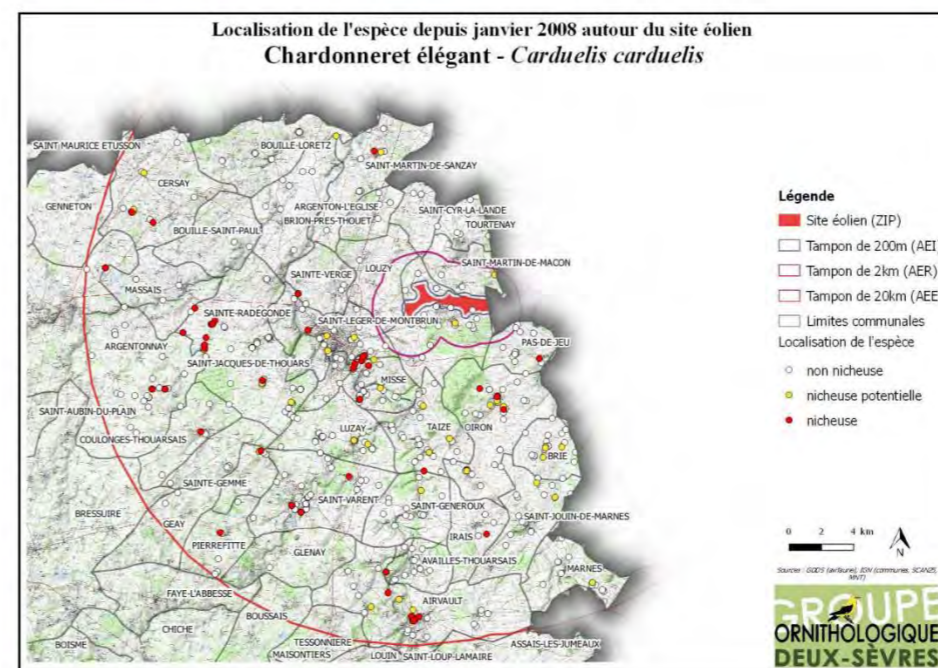 Localisation de l'espèce depuis janvier 2008 autour du site éolien
Chardonneret élégant - Carduelis carduelis
SAINT MAURICE ETUSSON
BOUILLE-LORETZ
SAINT-MARTIN-DE-SANZAY
CERSAY
GENNETON
ARGENTON-L'EGLISE
SAINT-CYR-LA-LANDE
BRION-PRES-THOUET
TOURTENAY
BOUILLE-SAINT-PAUL
SAINT-MARTIN-DE-MACON
LOUZY
SAINTE-VERGE
MASSAIS
SAINTE-RADEGONDE
SAINT-LEGER-DE-MONTBRUN
ARGENTONNAY
PAS-DE-JEU
SAINT-JACQUES-DE-THOUARS
MISSE
SAINT-AUBIN-DU-PLAIN
COULONGES-THOUARSAIS
LUZAY
TAIZE
OIRON
BRIE
SAINTE-GEMME
SAINT-VARENT
SAINT-GENEROUX
BRESSUIRE
GEAY
SAINT-JOUIN-DE-MARNES
IRAIS
PIERREFITTE
GLENAY
AVAILLES-THOUARSAIS
MARNES
FAYE-L'ABBESSE
AIRVAULT
BOUSSAIS
CHICHE
TESSONNIERE
ASSAIS-LES-JUMEAUX
BOISME
MAISONTIERS
LOUIN
SAINT-LOUP-LAMAIRE
Légende
Site éolien (ZIP)
Tampon de 200m (AEI
Tampon de 2km (AER)
Tampon de 20km (AEE
Limites communales
Localisation de l'espèce
non nicheuse
nicheuse potentielle
nicheuse
0 2 4 km
N
Sources : GODS (avifaune), IGN (communes, SCAN25,
MNT)
GROUPE
ORNITHOLOGIQUE
DEUX-SÈVRES